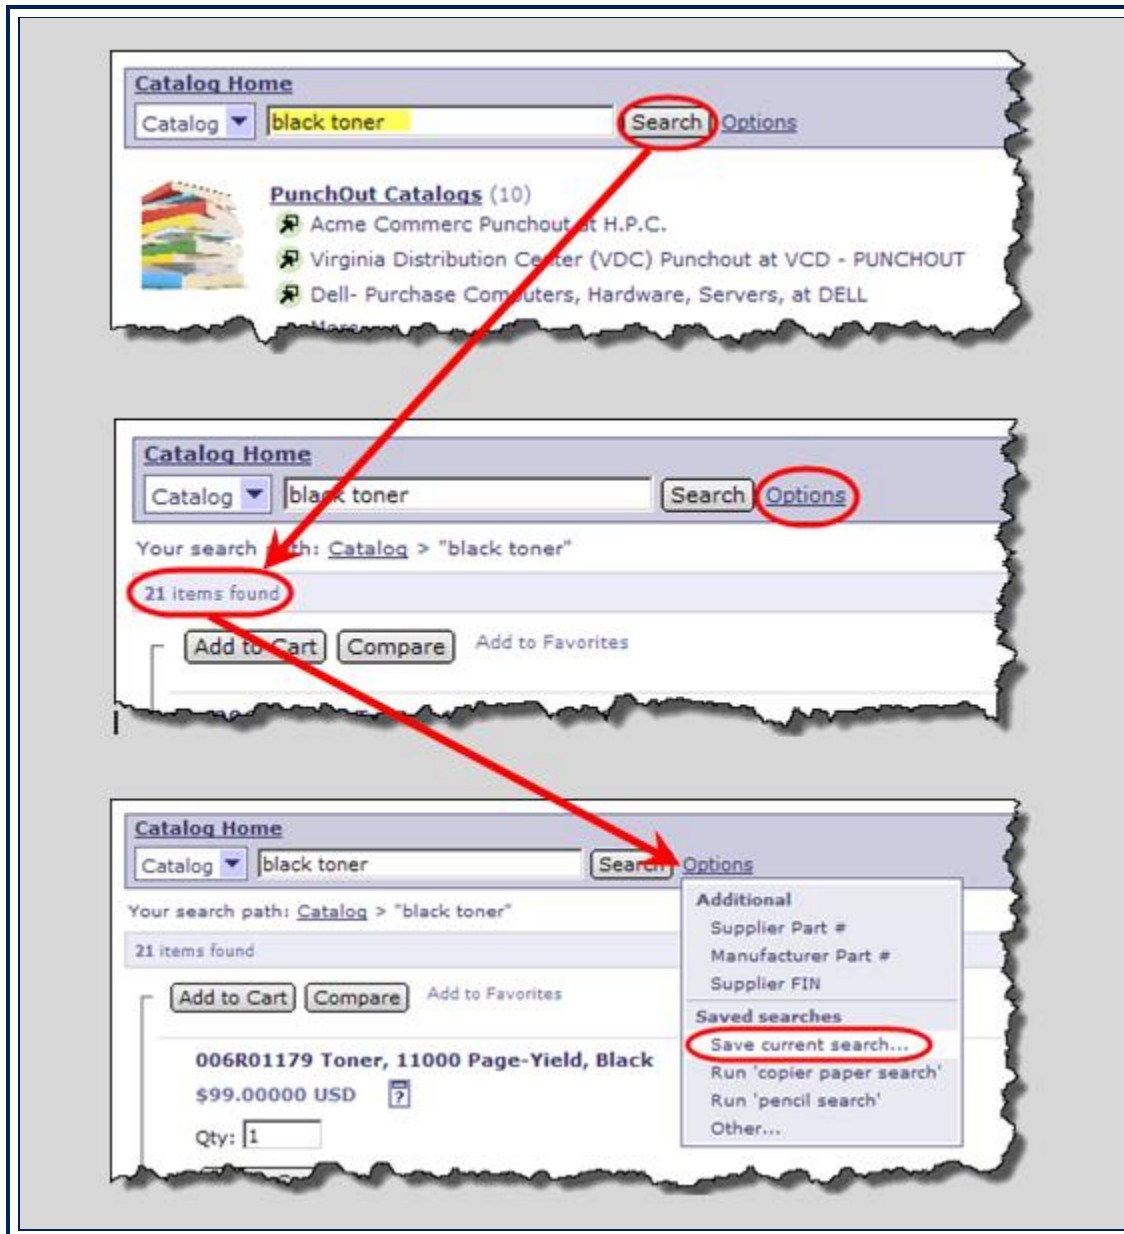 Catalog Home
Catalog black toner Search Options
PunchOut Catalogs (10)
Acme Commerc Punchout at H.P.C.
Virginia Distribution Center (VDC) Punchout at VCD - PUNCHOUT
Dell- Purchase Computers, Hardware, Servers, at DELL
Catalog Home
Catalog black toner Search Options
Your search path: Catalog > "black toner"
21 items found
Add to Cart Compare Add to Favorites
Catalog Home
Catalog black toner Search Options
Your search path: Catalog > "black toner"
21 items found
Add to Cart Compare Add to Favorites
006R01179 Toner, 11000 Page-Yield, Black
$99.00000 USD ?
Qty: 1
Additional
Supplier Part #
Manufacturer Part #
Supplier FIN
Saved searches
Save current search...
Run 'copier paper search'
Run 'pencil search'
Other...